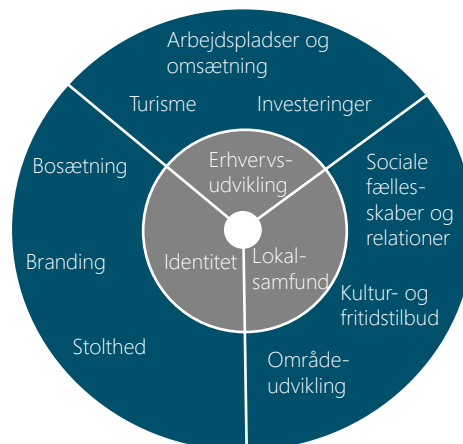 Arbejdspladser og
omsætning
Turisme
Investeringer
Erhvervs-
udvikling
Sociale
fælles-
skaber og
relationer
Kultur- og
fritidstilbud
Område-
udvikling
Lokal-
samfund
Identitet
Bosætning
Branding
Stolthed